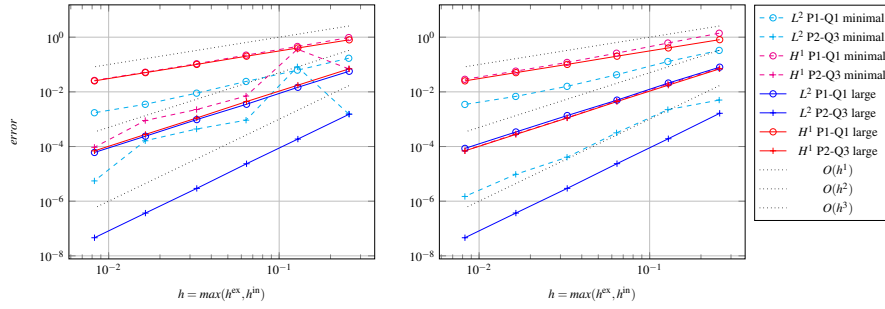 10^0
10^−2
10^−4
10^−6
10^−8
error
10^−2
10^−1
h = max(h^ex, h^in)
10^0
10^−2
10^−4
10^−6
10^−8
10^−2
10^−1
h = max(h^ex, h^in)
L^2 P1-Q1 minimal
L^2 P2-Q3 minimal
H^1 P1-Q1 minimal
H^1 P2-Q3 minimal
L^2 P1-Q1 large
L^2 P2-Q3 large
H^1 P1-Q1 large
H^1 P2-Q3 large
O(h^1)
O(h^2)
O(h^3)